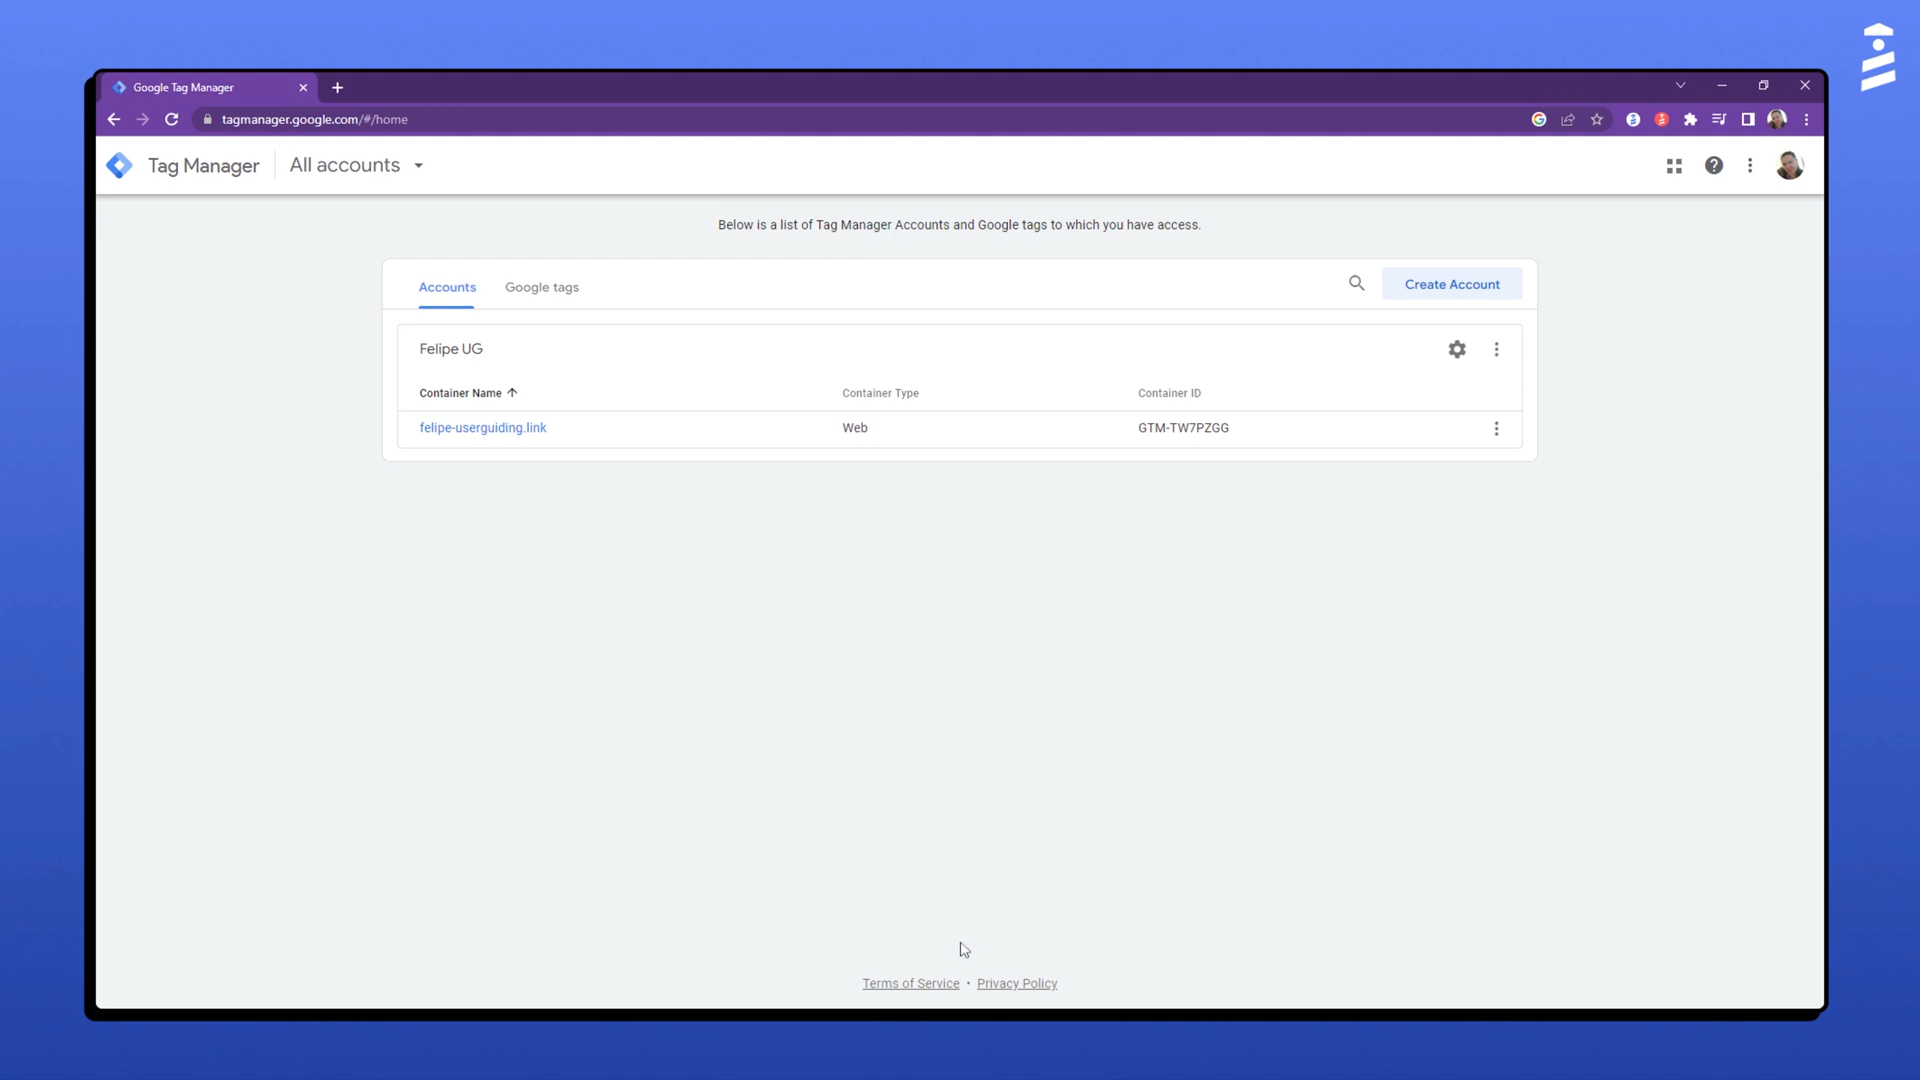 Google Tag Manager
tagmanager.google.com/#/home
Tag Manager
All accounts
Below is a list of Tag Manager Accounts and Google tags to which you have access.
Accounts
Google tags
Create Account
Felipe UG
Container Name
Container Type
Container ID
felipe-userguiding.link
Web
GTM-TW7PZGG
Terms of Service • Privacy Policy